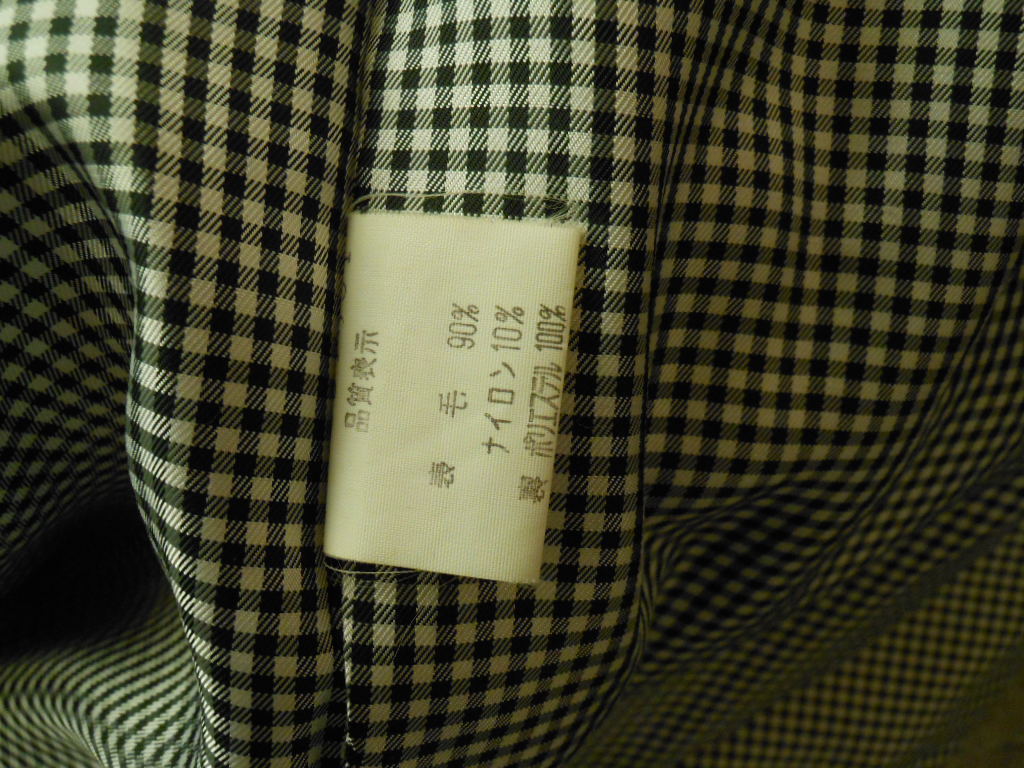 品質表示
表 毛 90%
ナイロン 10%
裏 ポリエステル 100%